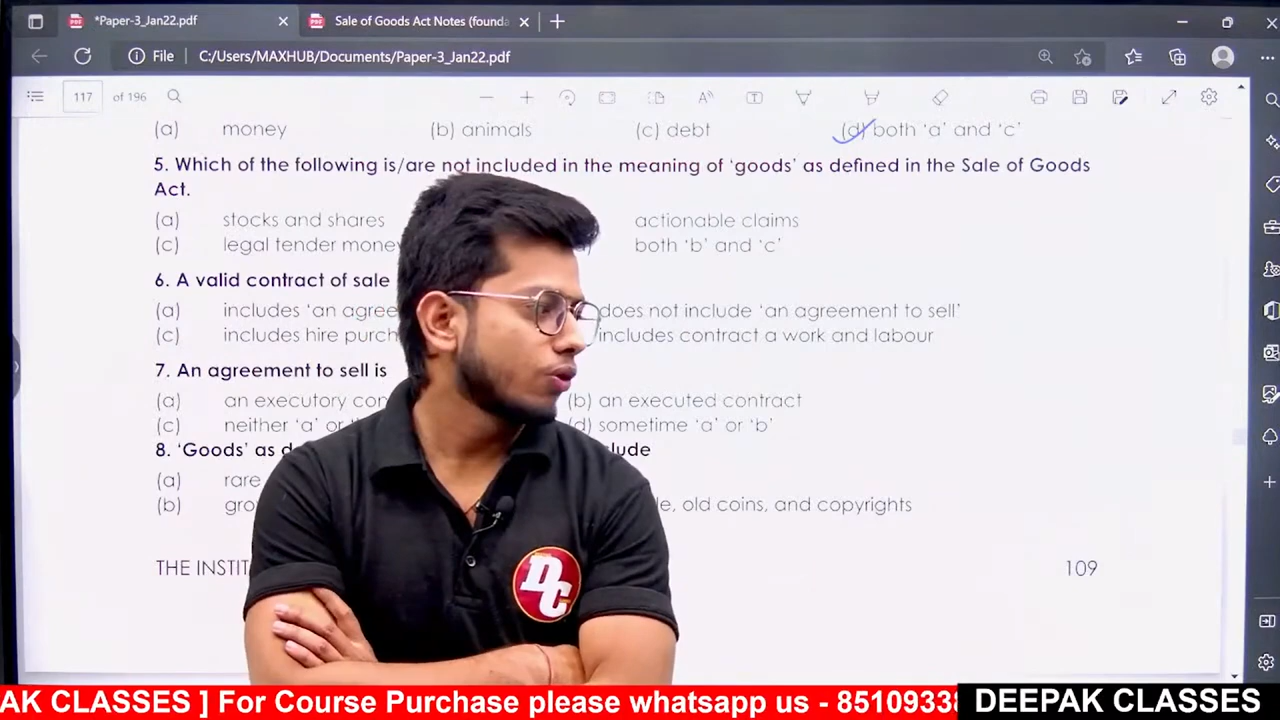 *Paper-3_Jan22.pdf
Sale of Goods Act Notes (founda
File C:/Users/MAXHUB/Documents/Paper-3_Jan22.pdf
117 of 196
(a) money (b) animals (c) debt (d) both ‘a’ and ‘c’
5. Which of the following is/are not included in the meaning of ‘goods’ as defined in the Sale of Goods
Act.
(a) stocks and shares actionable claims
(c) legal tender money both ‘b’ and ‘c’
6. A valid contract of sale
(a) includes ‘an agree does not include ‘an agreement to sell’
(c) includes hire purch includes contract a work and labour
7. An agreement to sell is
(a) an executory con (b) an executed contract
(c) neither ‘a’ or (d) sometime ‘a’ or ‘b’
8. ‘Goods’ as d lude
(a) rare
(b) gro e, old coins, and copyrights
THE INSTIT 109
DC
AK CLASSES ] For Course Purchase please whatsapp us - 8510933
DEEPAK CLASSES